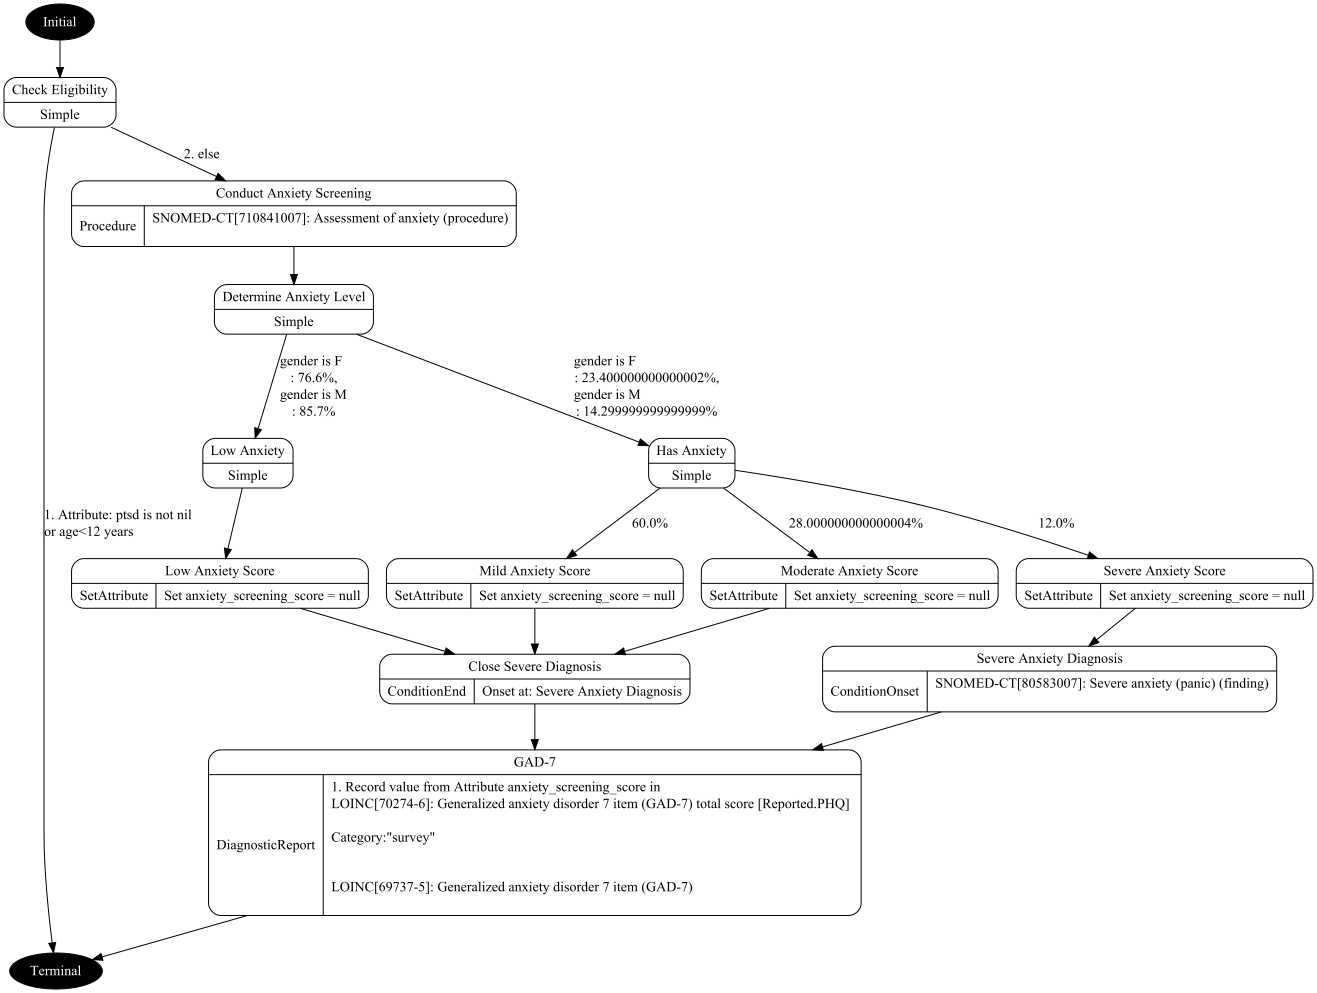 Initial
Check Eligibility
Simple
2. else
Conduct Anxiety Screening
Procedure
SNOMED-CT[710841007]: Assessment of anxiety (procedure)
Determine Anxiety Level
Simple
gender is F
: 76.6%,
gender is M
: 85.7%
gender is F
: 23.400000000000002%,
gender is M
: 14.299999999999999%
Low Anxiety
Simple
Has Anxiety
Simple
1. Attribute: ptsd is not nil
or age<12 years
60.0%
28.000000000000004%
12.0%
Low Anxiety Score
SetAttribute
Set anxiety_screening_score = null
Mild Anxiety Score
SetAttribute
Set anxiety_screening_score = null
Moderate Anxiety Score
SetAttribute
Set anxiety_screening_score = null
Severe Anxiety Score
SetAttribute
Set anxiety_screening_score = null
Close Severe Diagnosis
ConditionEnd
Onset at: Severe Anxiety Diagnosis
Severe Anxiety Diagnosis
ConditionOnset
SNOMED-CT[80583007]: Severe anxiety (panic) (finding)
GAD-7
DiagnosticReport
1. Record value from Attribute anxiety_screening_score in
LOINC[70274-6]: Generalized anxiety disorder 7 item (GAD-7) total score [Reported.PHQ]
Category:"survey"
LOINC[69737-5]: Generalized anxiety disorder 7 item (GAD-7)
Terminal